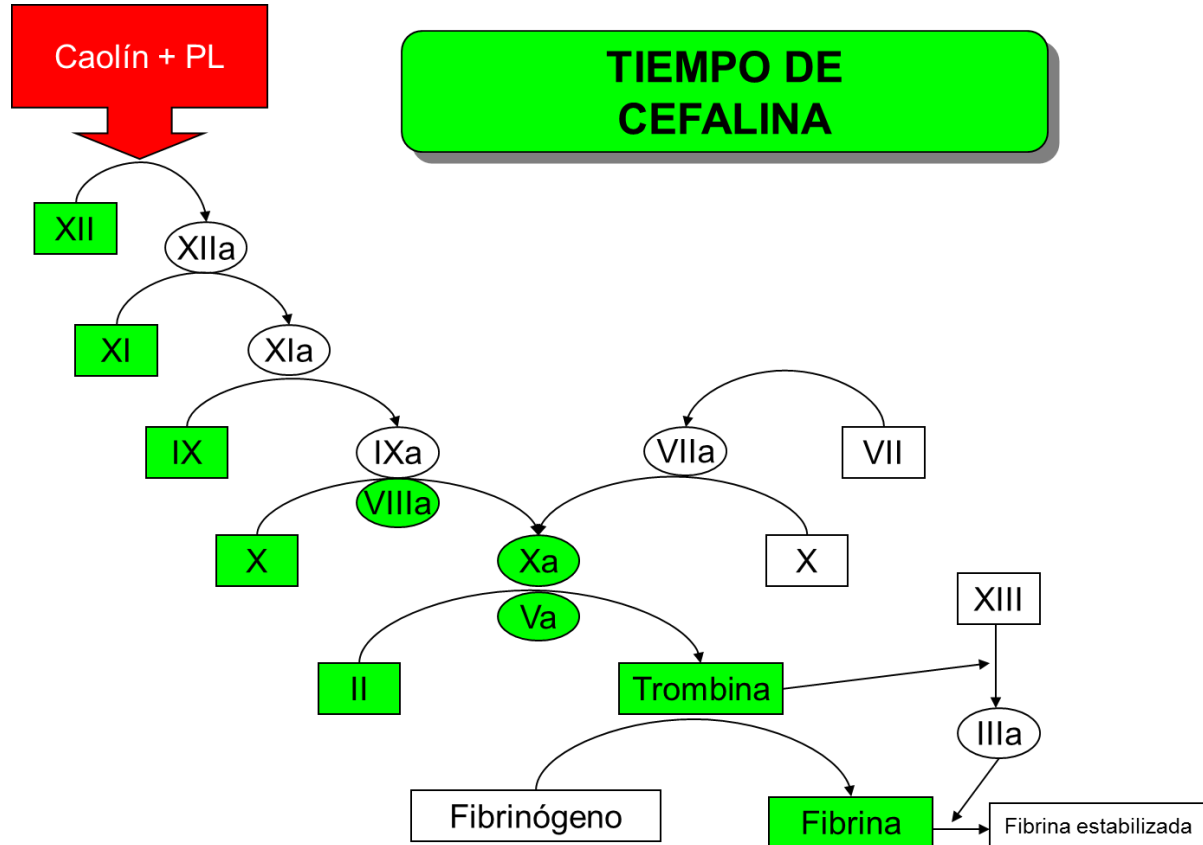 Caolín + PL
TIEMPO DE
CEFALINA
XII
XIIa
XI
XIa
IX
IXa
VIIa
VII
VIIIa
X
Xa
X
Va
XIII
II
Trombina
IIIa
Fibrinógeno
Fibrina
Fibrina estabilizada